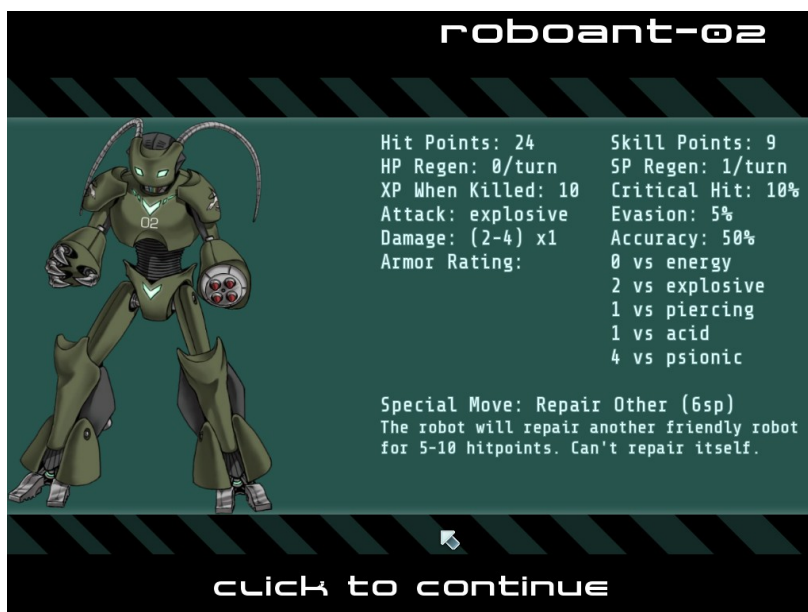 roboant-02
Hit Points: 24
HP Regen: 0/turn
XP When Killed: 10
Attack: explosive
Damage: (2-4) x1
Armor Rating:
Skill Points: 9
SP Regen: 1/turn
Critical Hit: 10%
Evasion: 5%
Accuracy: 50%
0 vs energy
2 vs explosive
1 vs piercing
1 vs acid
4 vs psionic
02
Special Move: Repair Other (6sp)
The robot will repair another friendly robot
for 5-10 hitpoints. Can't repair itself.
click to continue